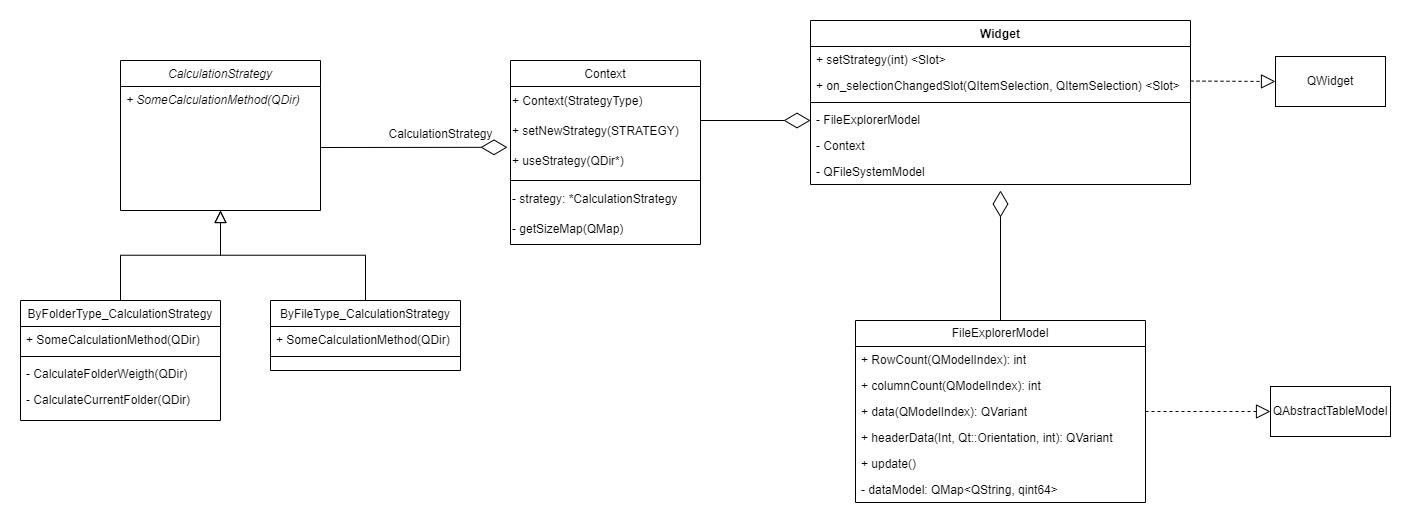 CalculationStrategy
+ SomeCalculationMethod(QDir)
CalculationStrategy
Context
+ Context(StrategyType)
+ setNewStrategy(STRATEGY)
+ useStrategy(QDir*)
- strategy: *CalculationStrategy
- getSizeMap(QMap)
Widget
+ setStrategy(int) <Slot>
+ on_selectionChangedSlot(QItemSelection, QItemSelection) <Slot>
- FileExplorerModel
- Context
- QFileSystemModel
QWidget
ByFolderType_CalculationStrategy
+ SomeCalculationMethod(QDir)
- CalculateFolderWeigth(QDir)
- CalculateCurrentFolder(QDir)
ByFileType_CalculationStrategy
+ SomeCalculationMethod(QDir)
FileExplorerModel
+ RowCount(QModelIndex): int
+ columnCount(QModelIndex): int
+ data(QModelIndex): QVariant
+ headerData(Int, Qt::Orientation, int): QVariant
+ update()
- dataModel: QMap<QString, qint64>
QAbstractTableModel